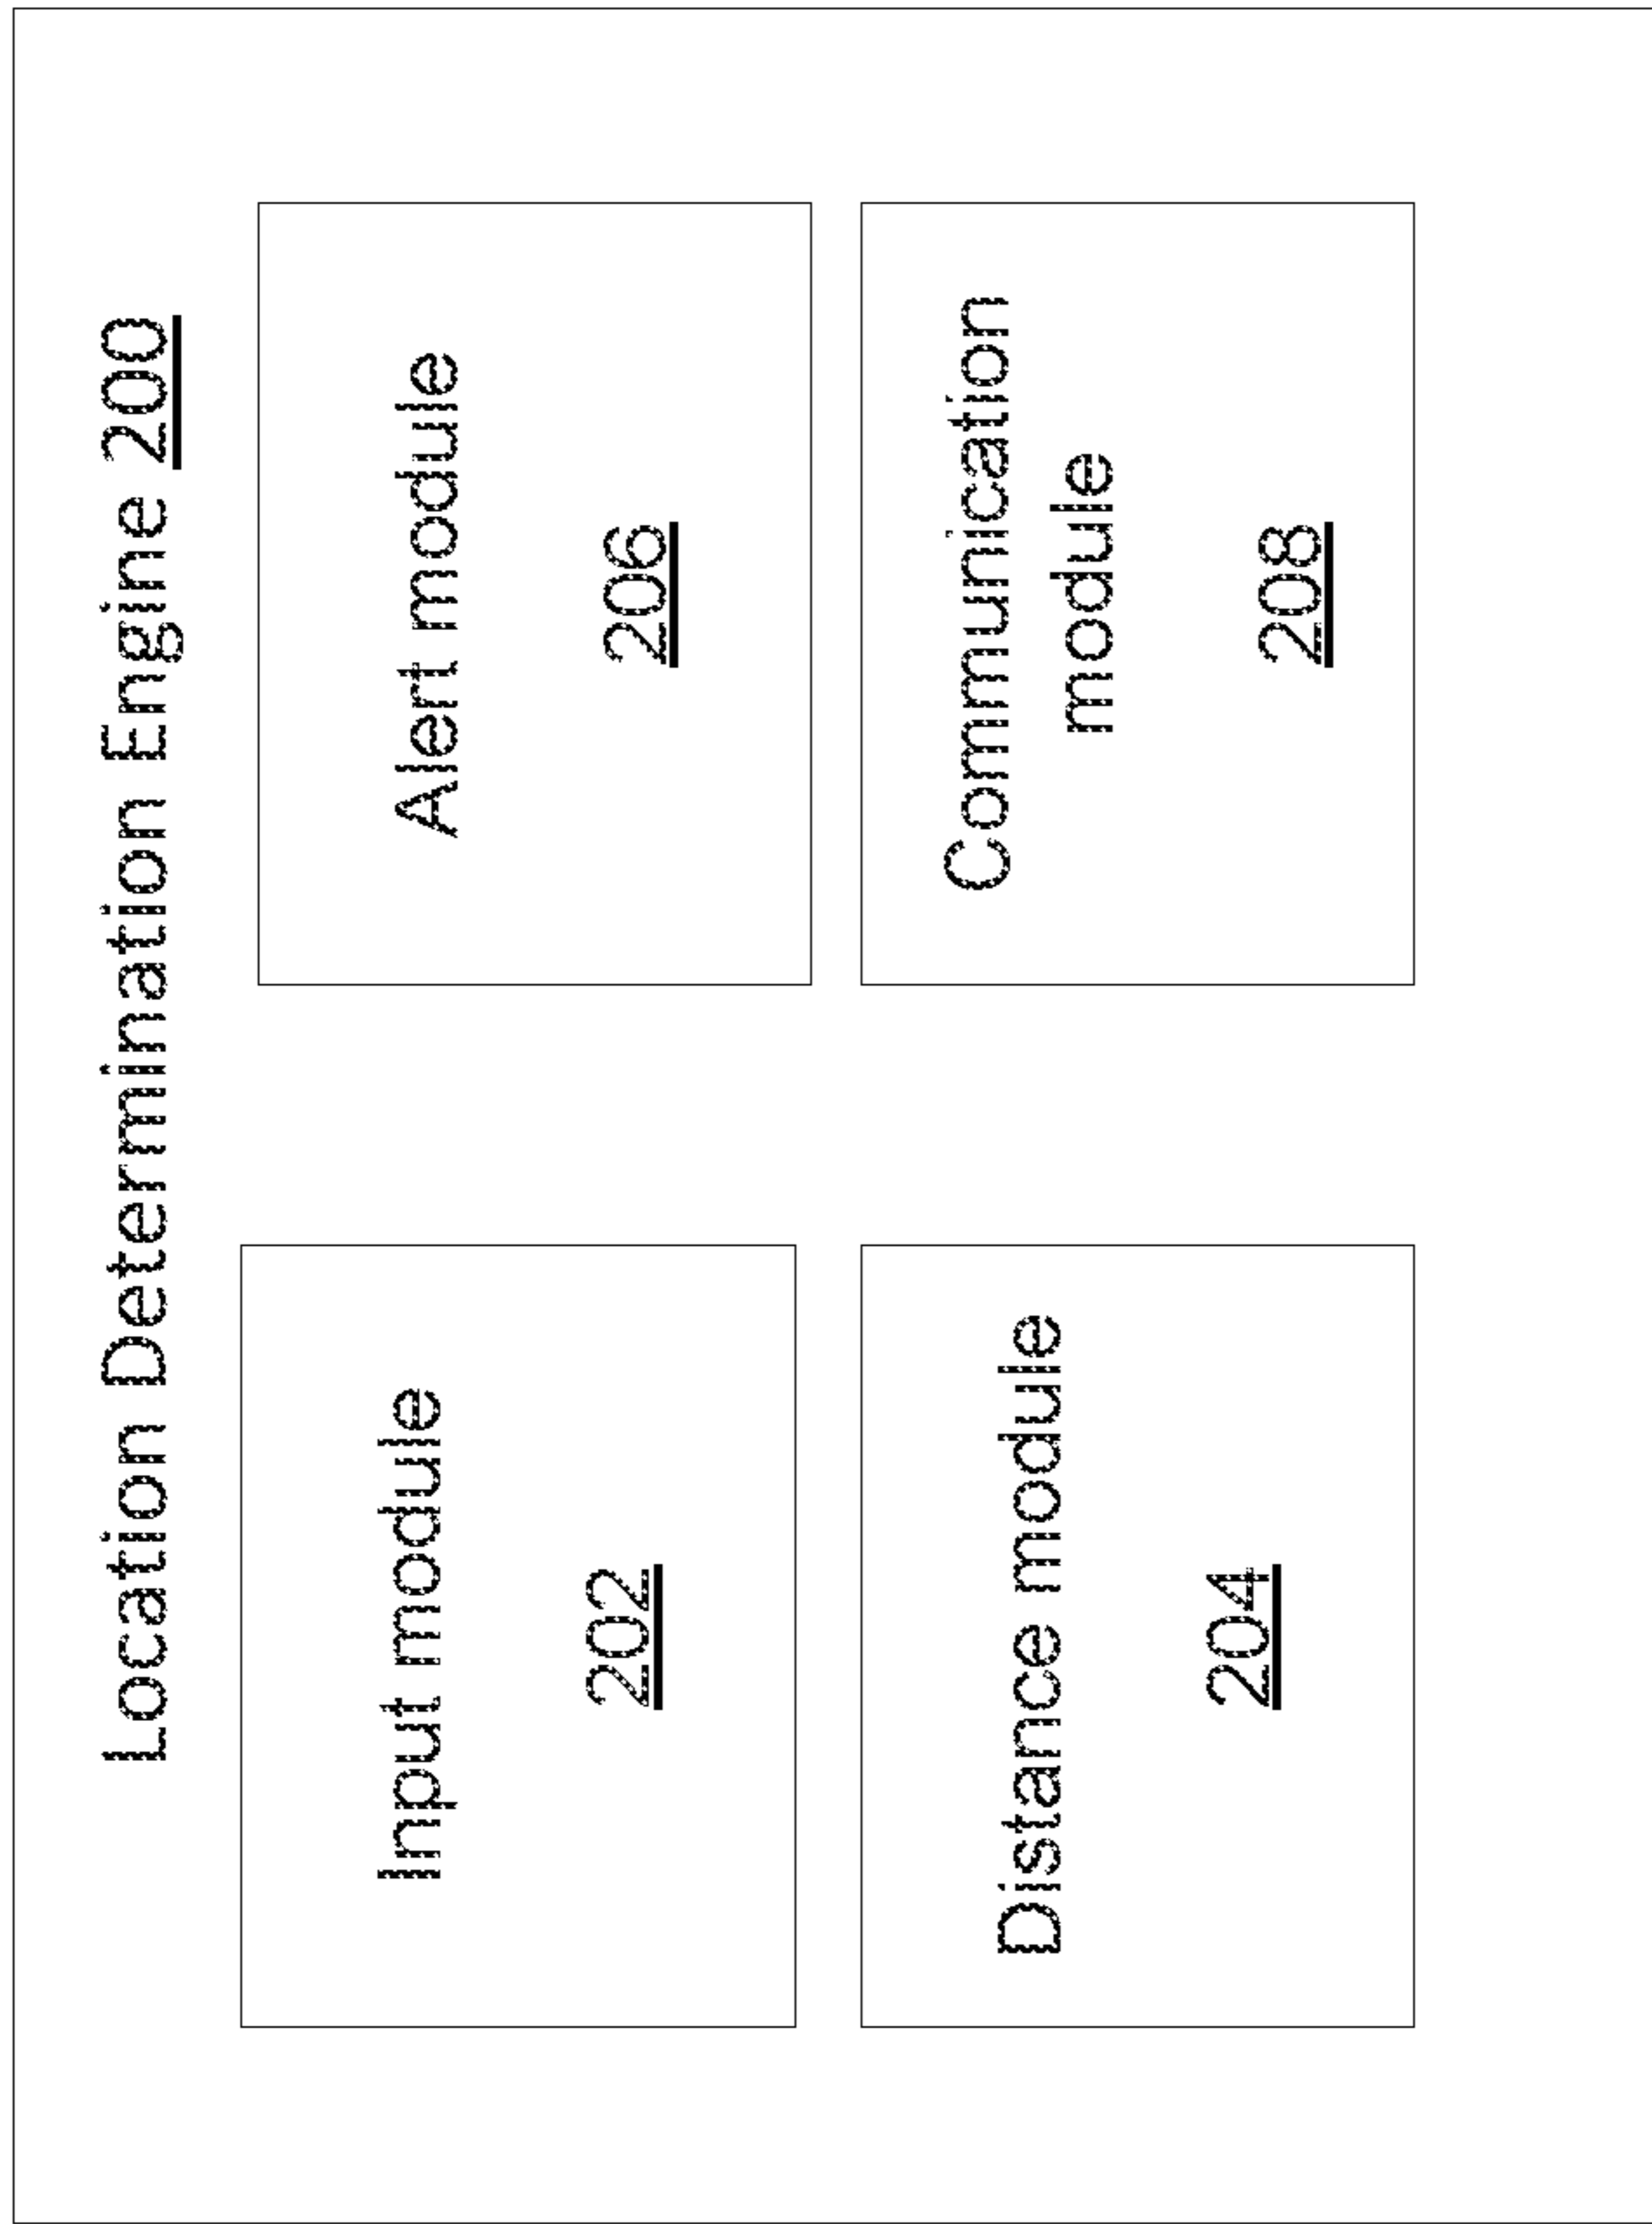 Location Determination Engine 200
Input module
202
Alert module
206
Distance module
204
Communication
module
208